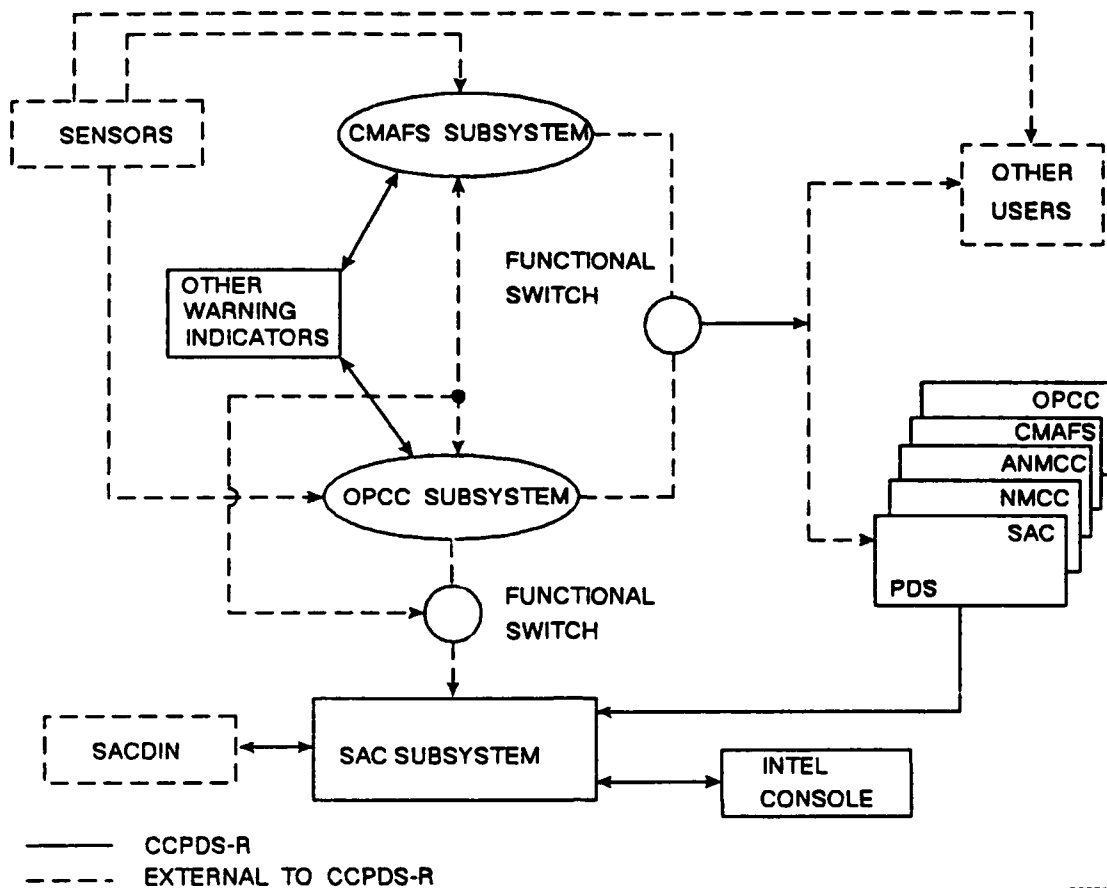 SENSORS
CMAFS SUBSYSTEM
OTHER
USERS
OTHER
WARNING
INDICATORS
FUNCTIONAL
SWITCH
OPCC SUBSYSTEM
OPCC
CMAFS
ANMCC
NMCC
SAC
PDS
FUNCTIONAL
SWITCH
SACDIN
SAC SUBSYSTEM
INTEL
CONSOLE
CCPDS-R
EXTERNAL TO CCPDS-R